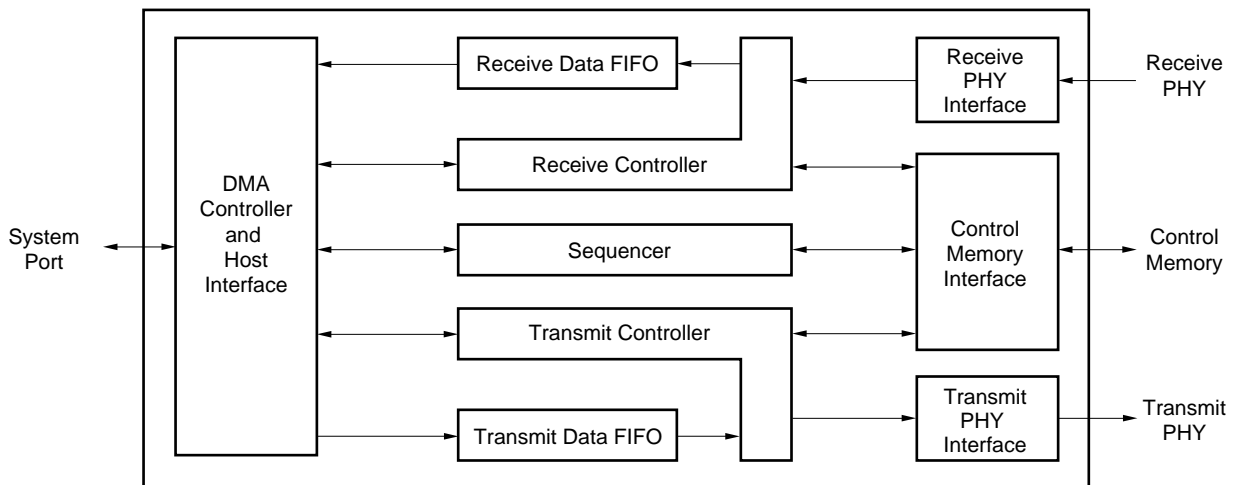 Receive Data FIFO
Receive
PHY
Interface
Receive
PHY
Receive Controller
DMA
Controller
and
Host
Interface
System
Port
Sequencer
Control
Memory
Interface
Control
Memory
Transmit Controller
Transmit Data FIFO
Transmit
PHY
Interface
Transmit
PHY